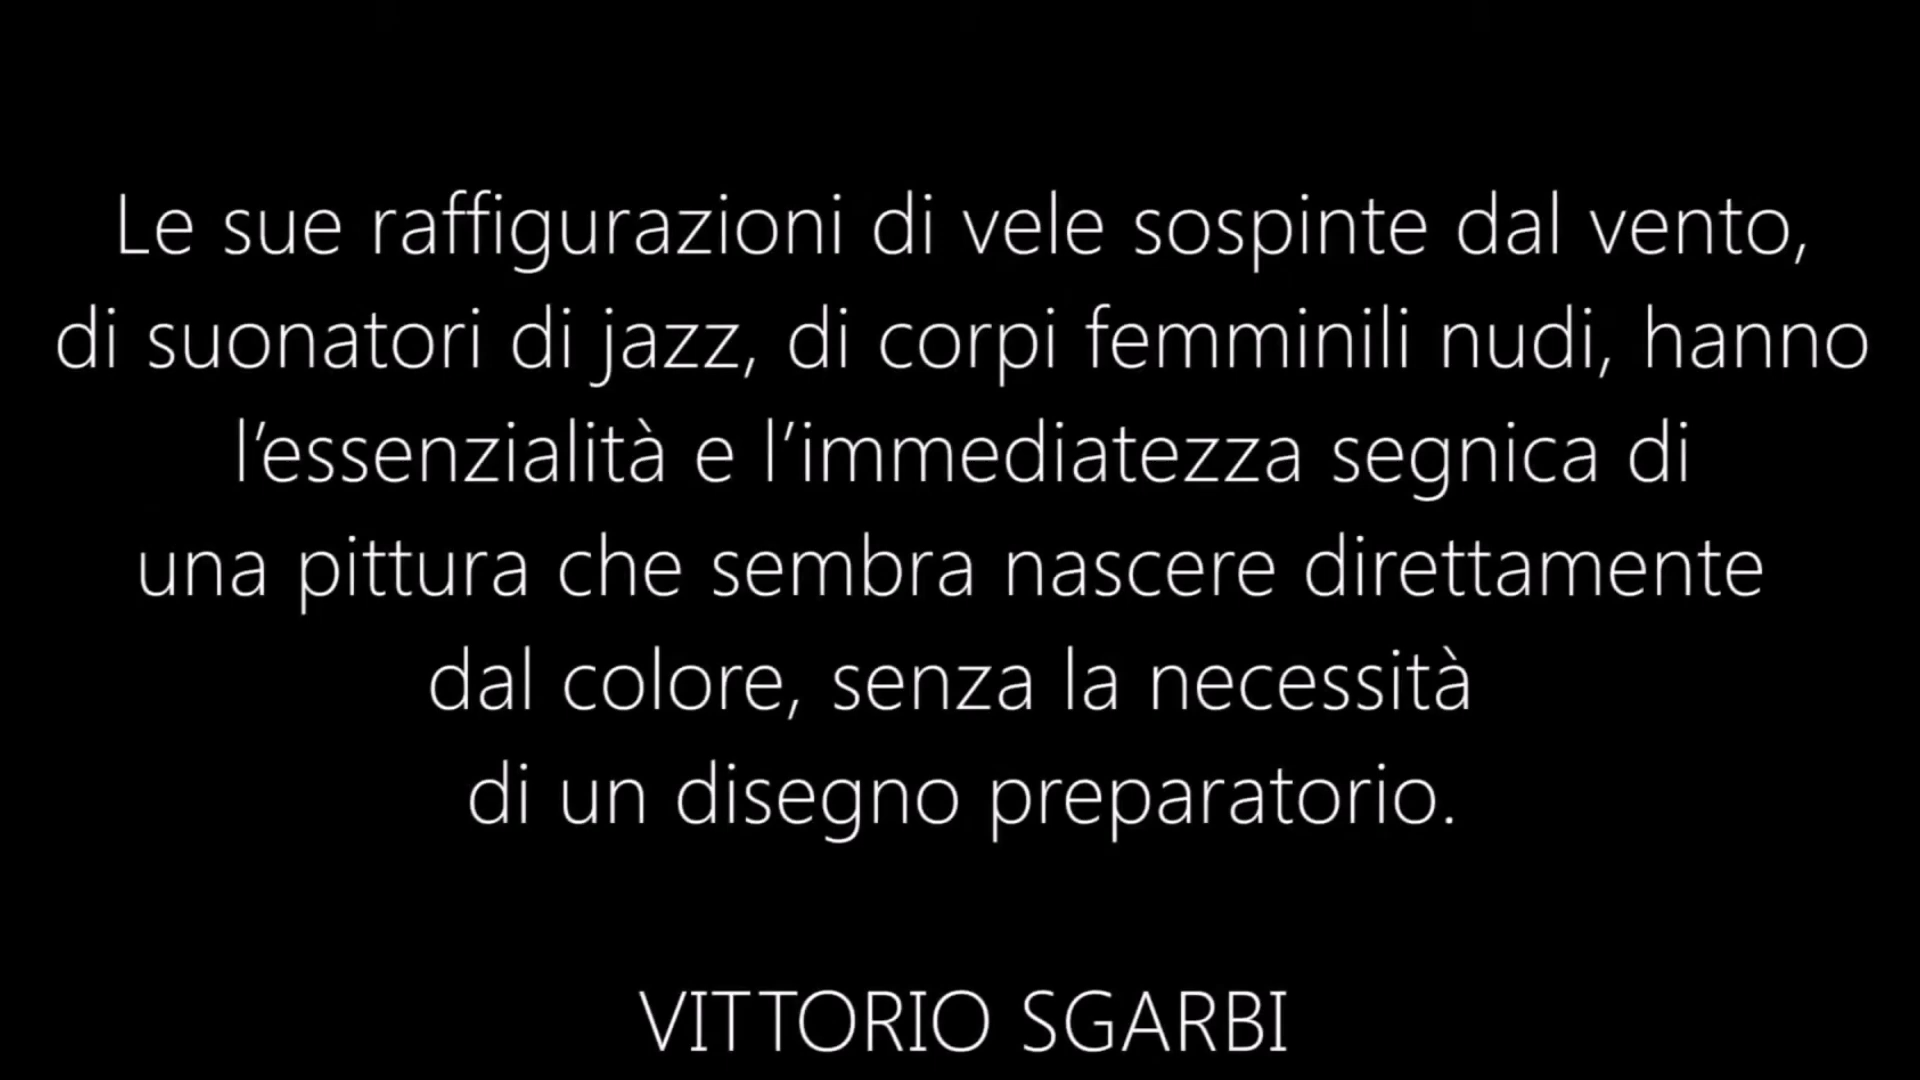 Le sue raffigurazioni di vele sospinte dal vento,
di suonatori di jazz, di corpi femminili nudi, hanno
l’essenzialità e l’immediatezza segnica di
una pittura che sembra nascere direttamente
dal colore, senza la necessità
di un disegno preparatorio.
VITTORIO SGARBI